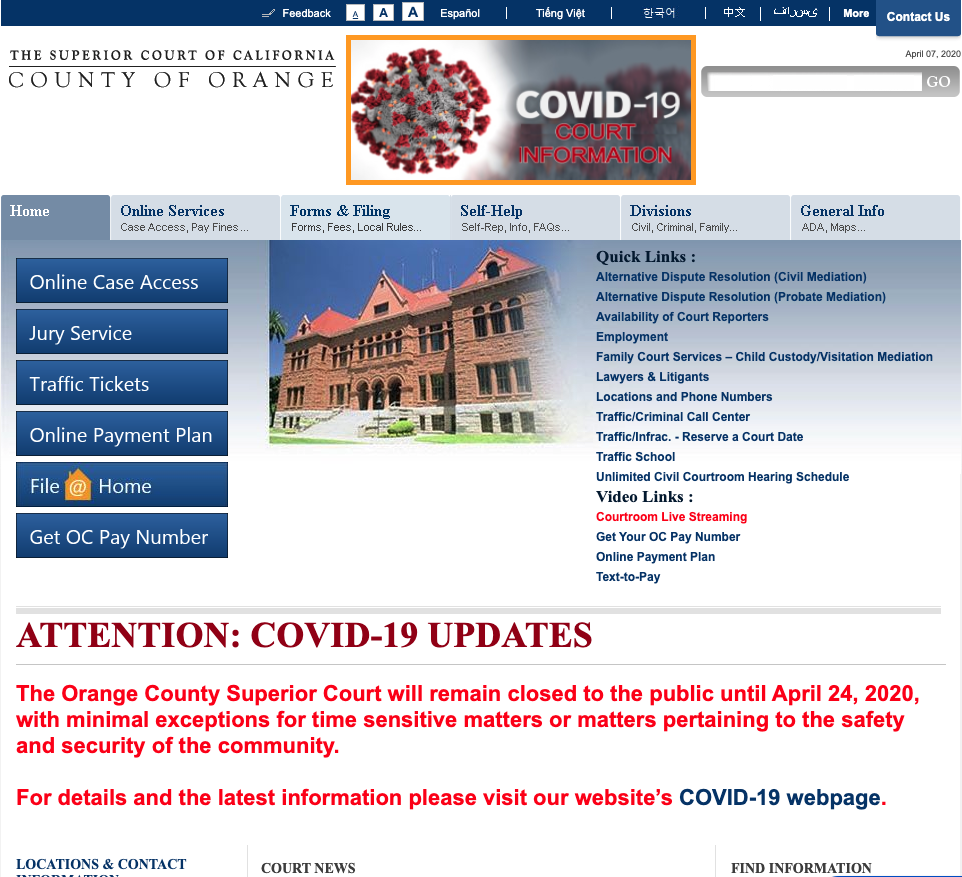 Feedback A A A Español | Tiếng Việt | 한국어 | 中文 | | More Contact Us
April 07, 2020
THE SUPERIOR COURT OF CALIFORNIA
COUNTY OF ORANGE
COVID-19
COURT
INFORMATION
GO
Home
Online Services
Case Access, Pay Fines...
Forms & Filing
Forms, Fees, Local Rules...
Self-Help
Self-Rep, Info, FAQs...
Divisions
Civil, Criminal, Family...
General Info
ADA, Maps...
Online Case Access
Jury Service
Traffic Tickets
Online Payment Plan
File @ Home
Get OC Pay Number
Quick Links :
Alternative Dispute Resolution (Civil Mediation)
Alternative Dispute Resolution (Probate Mediation)
Availability of Court Reporters
Employment
Family Court Services – Child Custody/Visitation Mediation
Lawyers & Litigants
Locations and Phone Numbers
Traffic/Criminal Call Center
Traffic/Infrac. - Reserve a Court Date
Traffic School
Unlimited Civil Courtroom Hearing Schedule
Video Links :
Courtroom Live Streaming
Get Your OC Pay Number
Online Payment Plan
Text-to-Pay
ATTENTION: COVID-19 UPDATES
The Orange County Superior Court will remain closed to the public until April 24, 2020,
with minimal exceptions for time sensitive matters or matters pertaining to the safety
and security of the community.
For details and the latest information please visit our website’s COVID-19 webpage.
LOCATIONS & CONTACT
INFORMATION
COURT NEWS
FIND INFORMATION